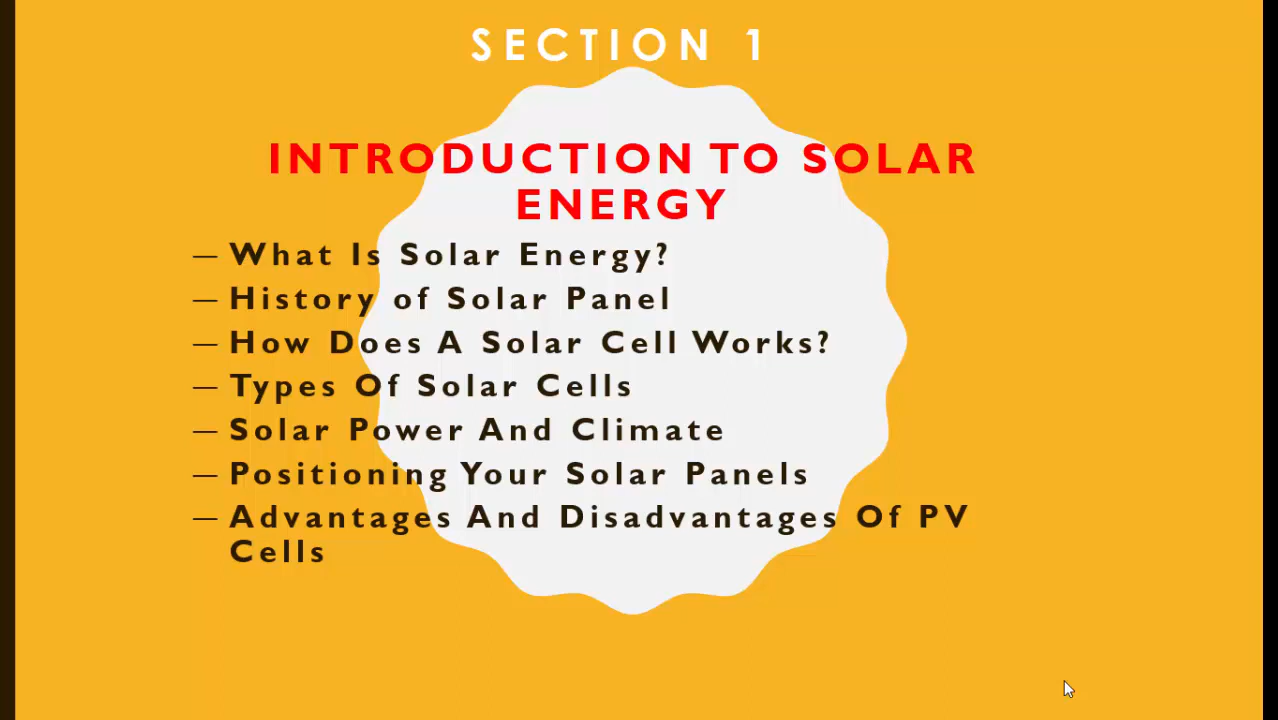 SECTION 1
INTRODUCTION TO SOLAR
ENERGY
— What Is Solar Energy?
— History of Solar Panel
— How Does A Solar Cell Works?
— Types Of Solar Cells
— Solar Power And Climate
— Positioning Your Solar Panels
— Advantages And Disadvantages Of PV
Cells